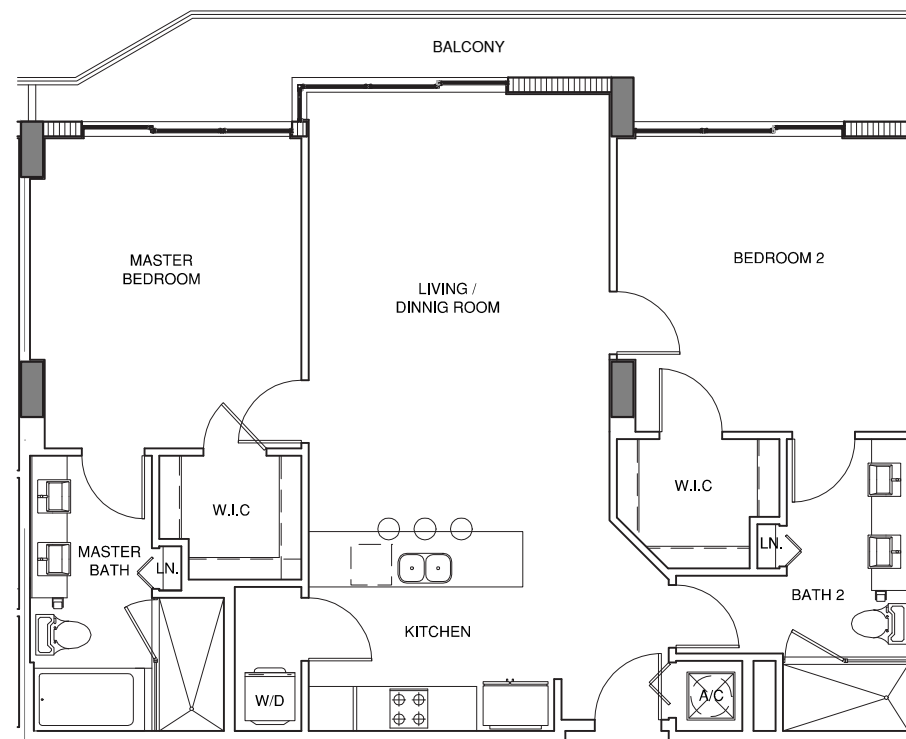 BALCONY
MASTER
BEDROOM
LIVING /
DINNIG ROOM
BEDROOM 2
W.I.C
W.I.C
MASTER
BATH
LN.
LN.
BATH 2
KITCHEN
W/D
A/C